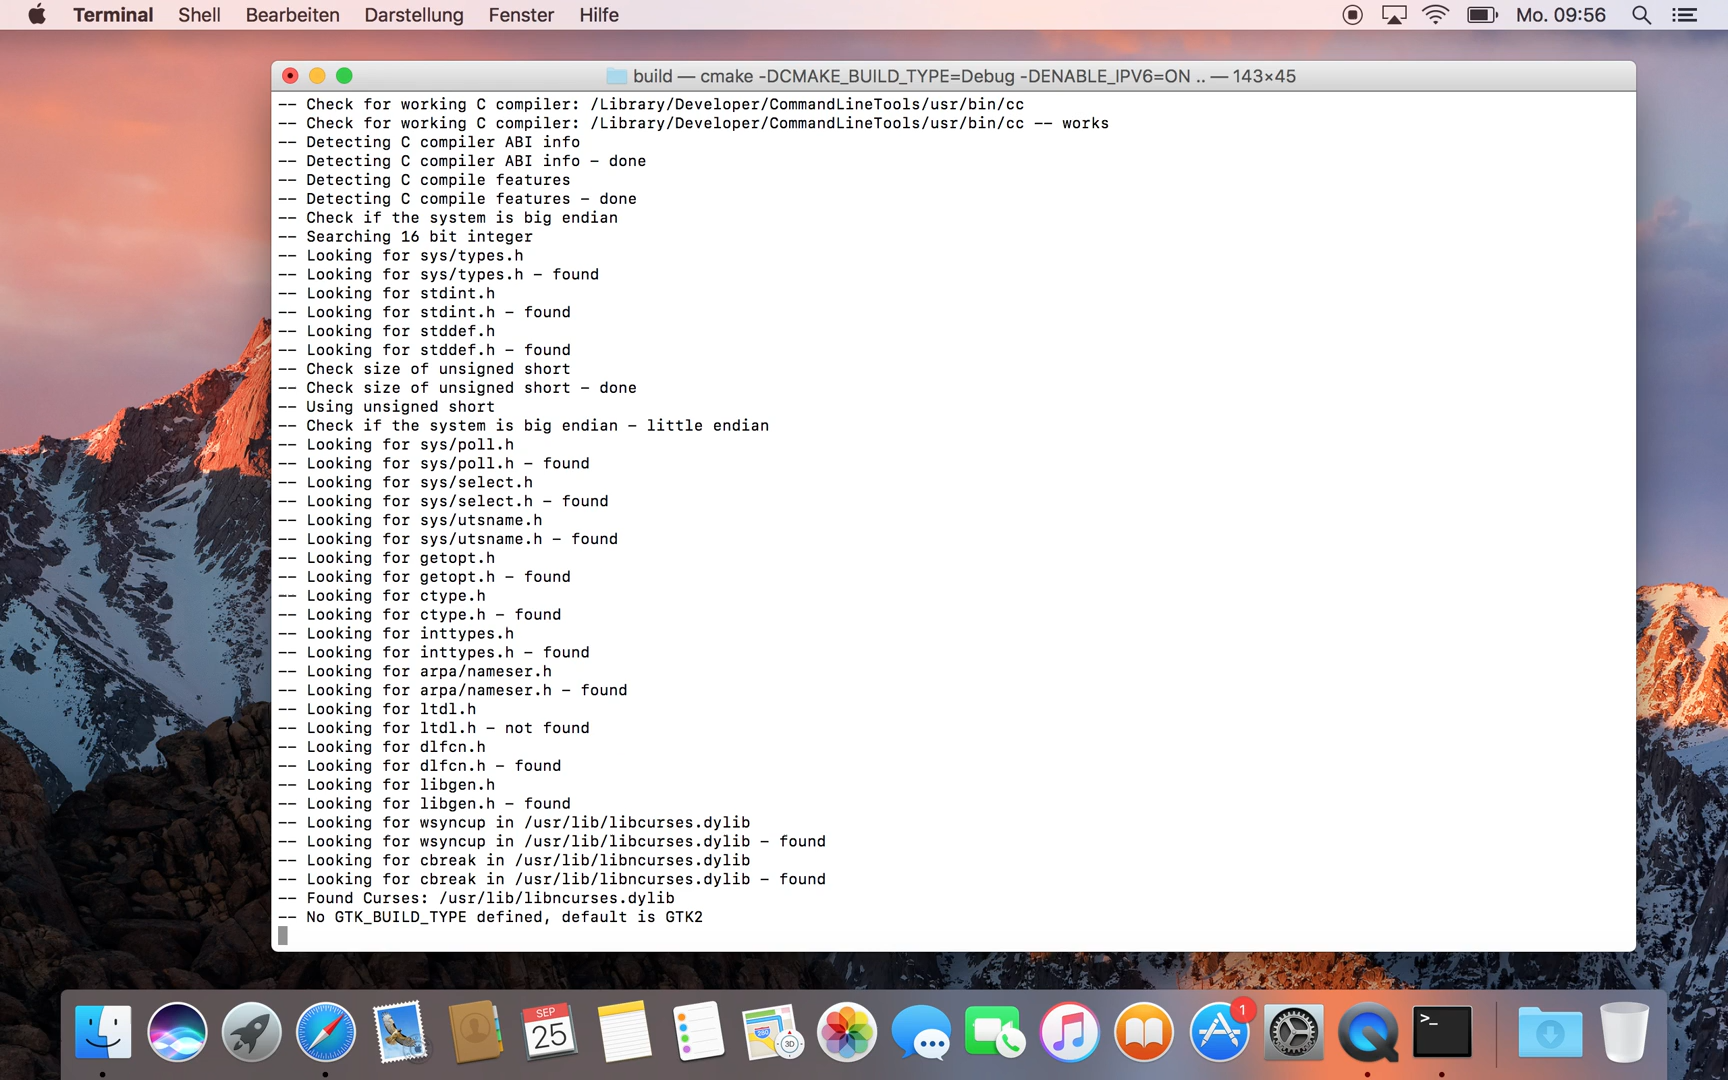 Terminal Shell Bearbeiten Darstellung Fenster Hilfe Mo. 09:56
build — cmake -DCMAKE_BUILD_TYPE=Debug -DENABLE_IPV6=ON .. — 143×45
-- Check for working C compiler: /Library/Developer/CommandLineTools/usr/bin/cc
-- Check for working C compiler: /Library/Developer/CommandLineTools/usr/bin/cc -- works
-- Detecting C compiler ABI info
-- Detecting C compiler ABI info - done
-- Detecting C compile features
-- Detecting C compile features - done
-- Check if the system is big endian
-- Searching 16 bit integer
-- Looking for sys/types.h
-- Looking for sys/types.h - found
-- Looking for stdint.h
-- Looking for stdint.h - found
-- Looking for stddef.h
-- Looking for stddef.h - found
-- Check size of unsigned short
-- Check size of unsigned short - done
-- Using unsigned short
-- Check if the system is big endian - little endian
-- Looking for sys/poll.h
-- Looking for sys/poll.h - found
-- Looking for sys/select.h
-- Looking for sys/select.h - found
-- Looking for sys/utsname.h
-- Looking for sys/utsname.h - found
-- Looking for getopt.h
-- Looking for getopt.h - found
-- Looking for ctype.h
-- Looking for ctype.h - found
-- Looking for inttypes.h
-- Looking for inttypes.h - found
-- Looking for arpa/nameser.h
-- Looking for arpa/nameser.h - found
-- Looking for ltdl.h
-- Looking for ltdl.h - not found
-- Looking for dlfcn.h
-- Looking for dlfcn.h - found
-- Looking for libgen.h
-- Looking for libgen.h - found
-- Looking for wsyncup in /usr/lib/libcurses.dylib
-- Looking for wsyncup in /usr/lib/libcurses.dylib - found
-- Looking for cbreak in /usr/lib/libncurses.dylib
-- Looking for cbreak in /usr/lib/libncurses.dylib - found
-- Found Curses: /usr/lib/libncurses.dylib
-- No GTK_BUILD_TYPE defined, default is GTK2
SEP
25
280
3D
1
>_